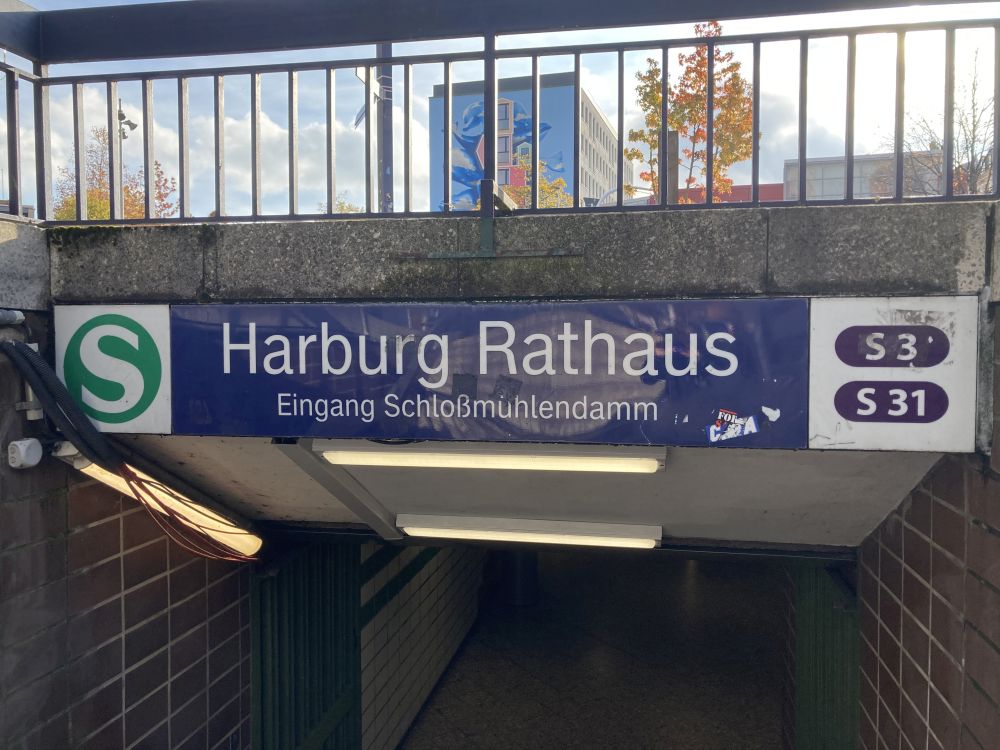 S
Harburg Rathaus
Eingang Schloßmühlendamm
S 3
S 31